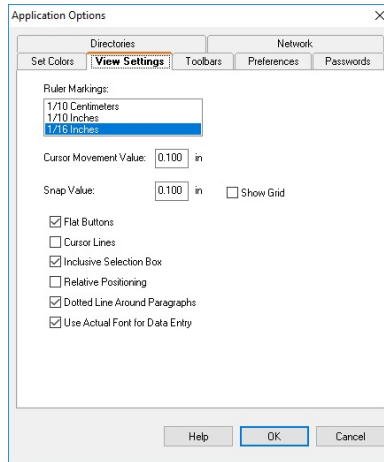 Application Options
Directories Network
Set Colors View Settings Toolbars Preferences Passwords
Ruler Markings:
1/10 Centimeters
1/10 Inches
1/16 Inches
Cursor Movement Value: 0.100 in
Snap Value: 0.100 in Show Grid
Flat Buttons
Cursor Lines
Inclusive Selection Box
Relative Positioning
Dotted Line Around Paragraphs
Use Actual Font for Data Entry
Help OK Cancel